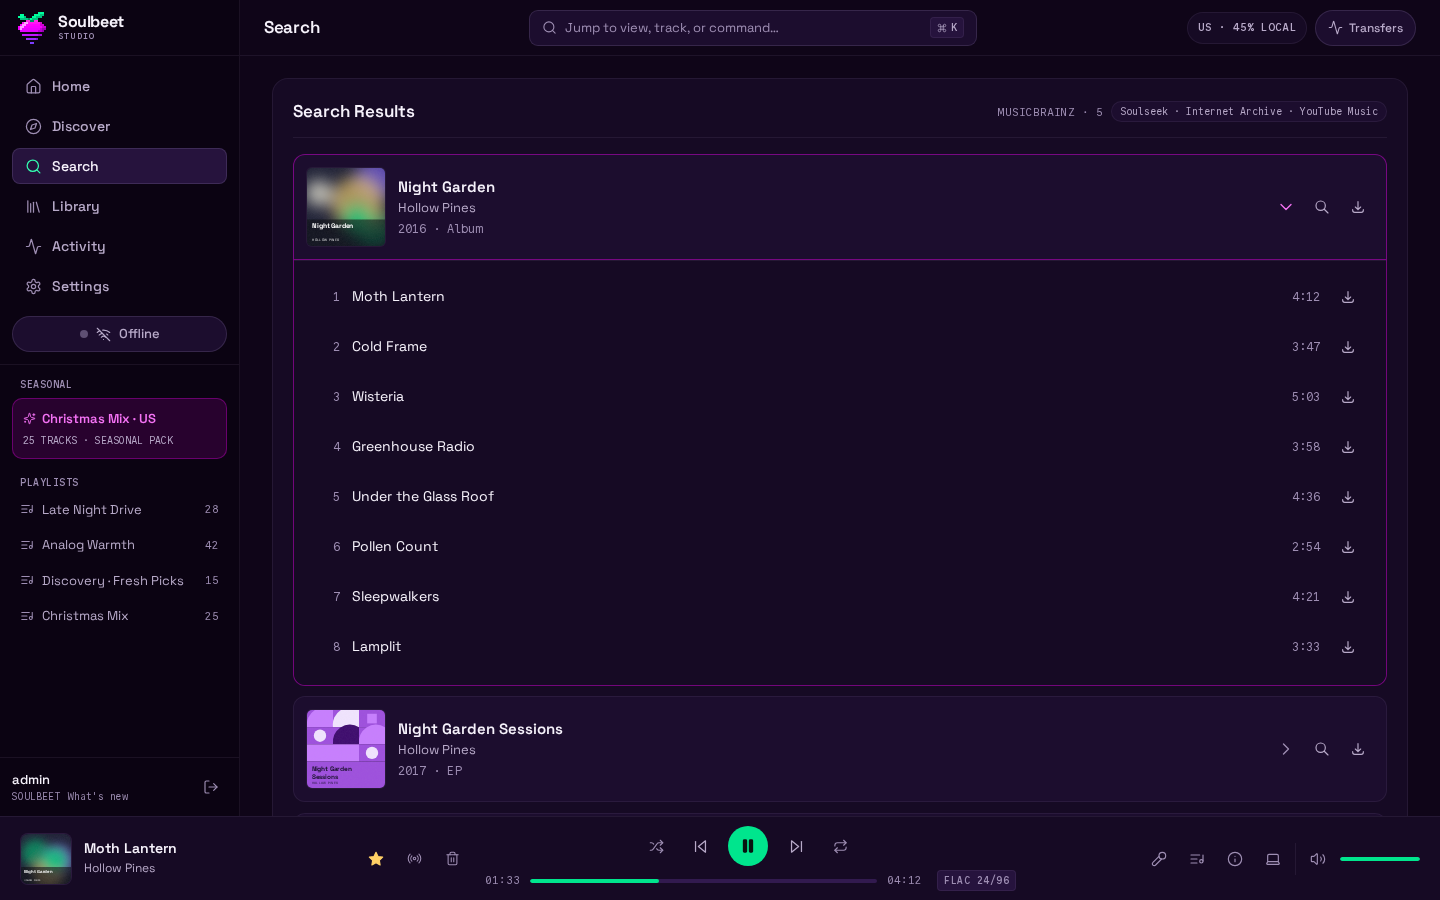 Soulbeet
STUDIO
Home
Discover
Search
Library
Activity
Settings
Offline
SEASONAL
Christmas Mix · US
25 TRACKS · SEASONAL PACK
PLAYLISTS
Late Night Drive 28
Analog Warmth 42
Discovery · Fresh Picks 15
Christmas Mix 25
admin
SOULBEET What's new
Search
Jump to view, track, or command…
⌘ K
US · 45% LOCAL
Transfers
Search Results
MUSICBRAINZ · 5
Soulseek · Internet Archive · YouTube Music
Night Garden
HOLLOW PINES
Night Garden
Hollow Pines
2016 · Album
1 Moth Lantern 4:12
2 Cold Frame 3:47
3 Wisteria 5:03
4 Greenhouse Radio 3:58
5 Under the Glass Roof 4:36
6 Pollen Count 2:54
7 Sleepwalkers 4:21
8 Lamplit 3:33
Night Garden
Sessions
HOLLOW PINES
Night Garden Sessions
Hollow Pines
2017 · EP
Night Garden
Moth Lantern
Hollow Pines
01:33
04:12
FLAC 24/96